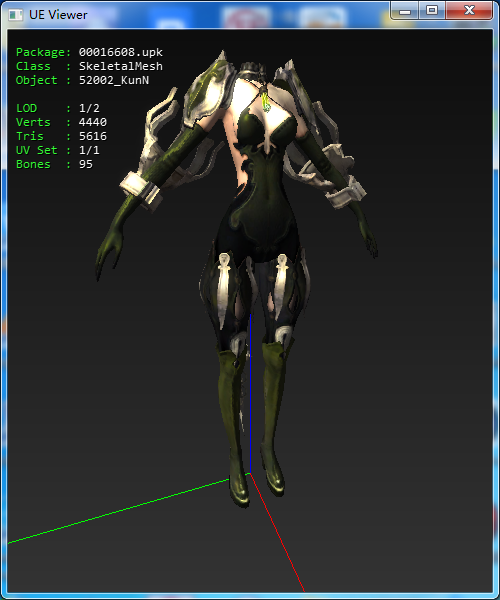 UE Viewer
Package: 00016608.upk
Class : SkeletalMesh
Object : 52002_KunN
LOD : 1/2
Verts : 4440
Tris : 5616
UV Set : 1/1
Bones : 95